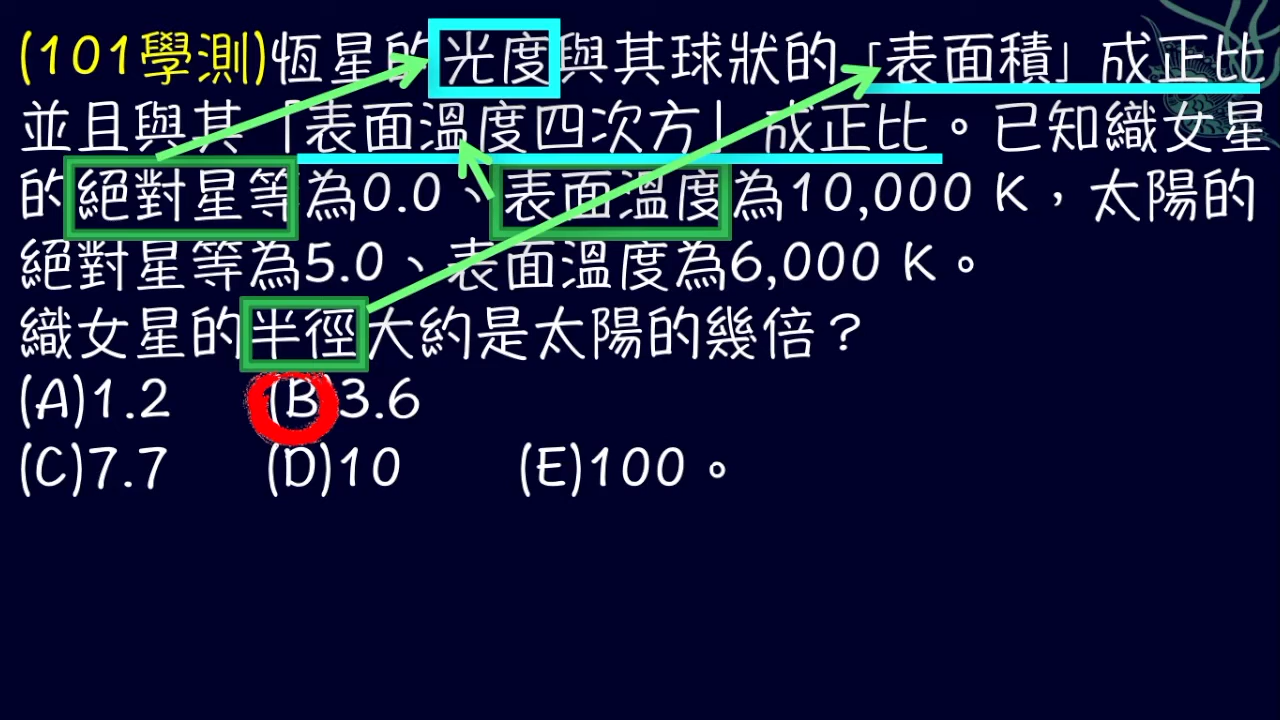 (101學測)恆星的光度與其球狀的「表面積」成正比
並且與其「表面溫度四次方」成正比。已知織女星
的絕對星等為0.0、表面溫度為10,000 K，太陽的
絕對星等為5.0、表面溫度為6,000 K。
織女星的半徑大約是太陽的幾倍？
(A)1.2 (B)3.6
(C)7.7 (D)10 (E)100。